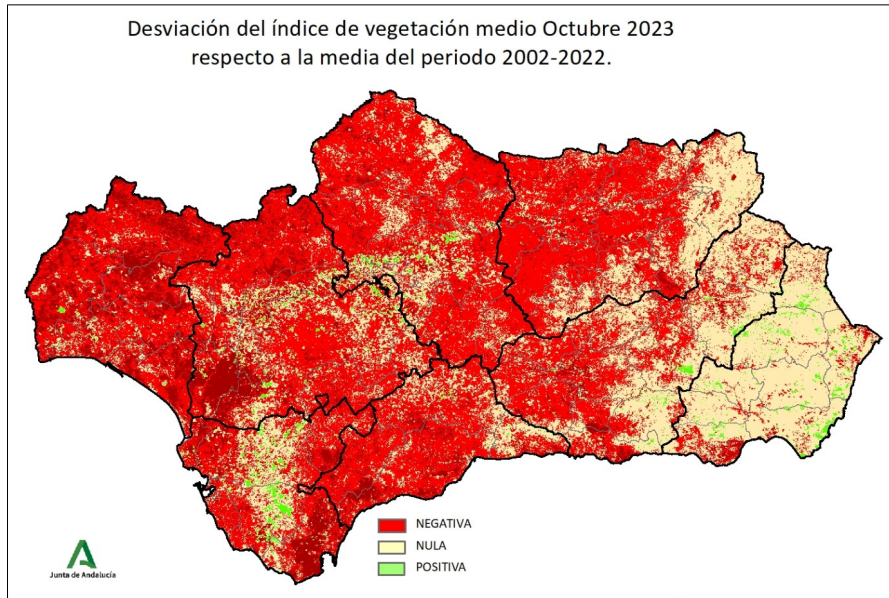 Desviación del índice de vegetación medio Octubre 2023
respecto a la media del periodo 2002-2022.
NEGATIVA
NULA
POSITIVA
Junta de Andalucía